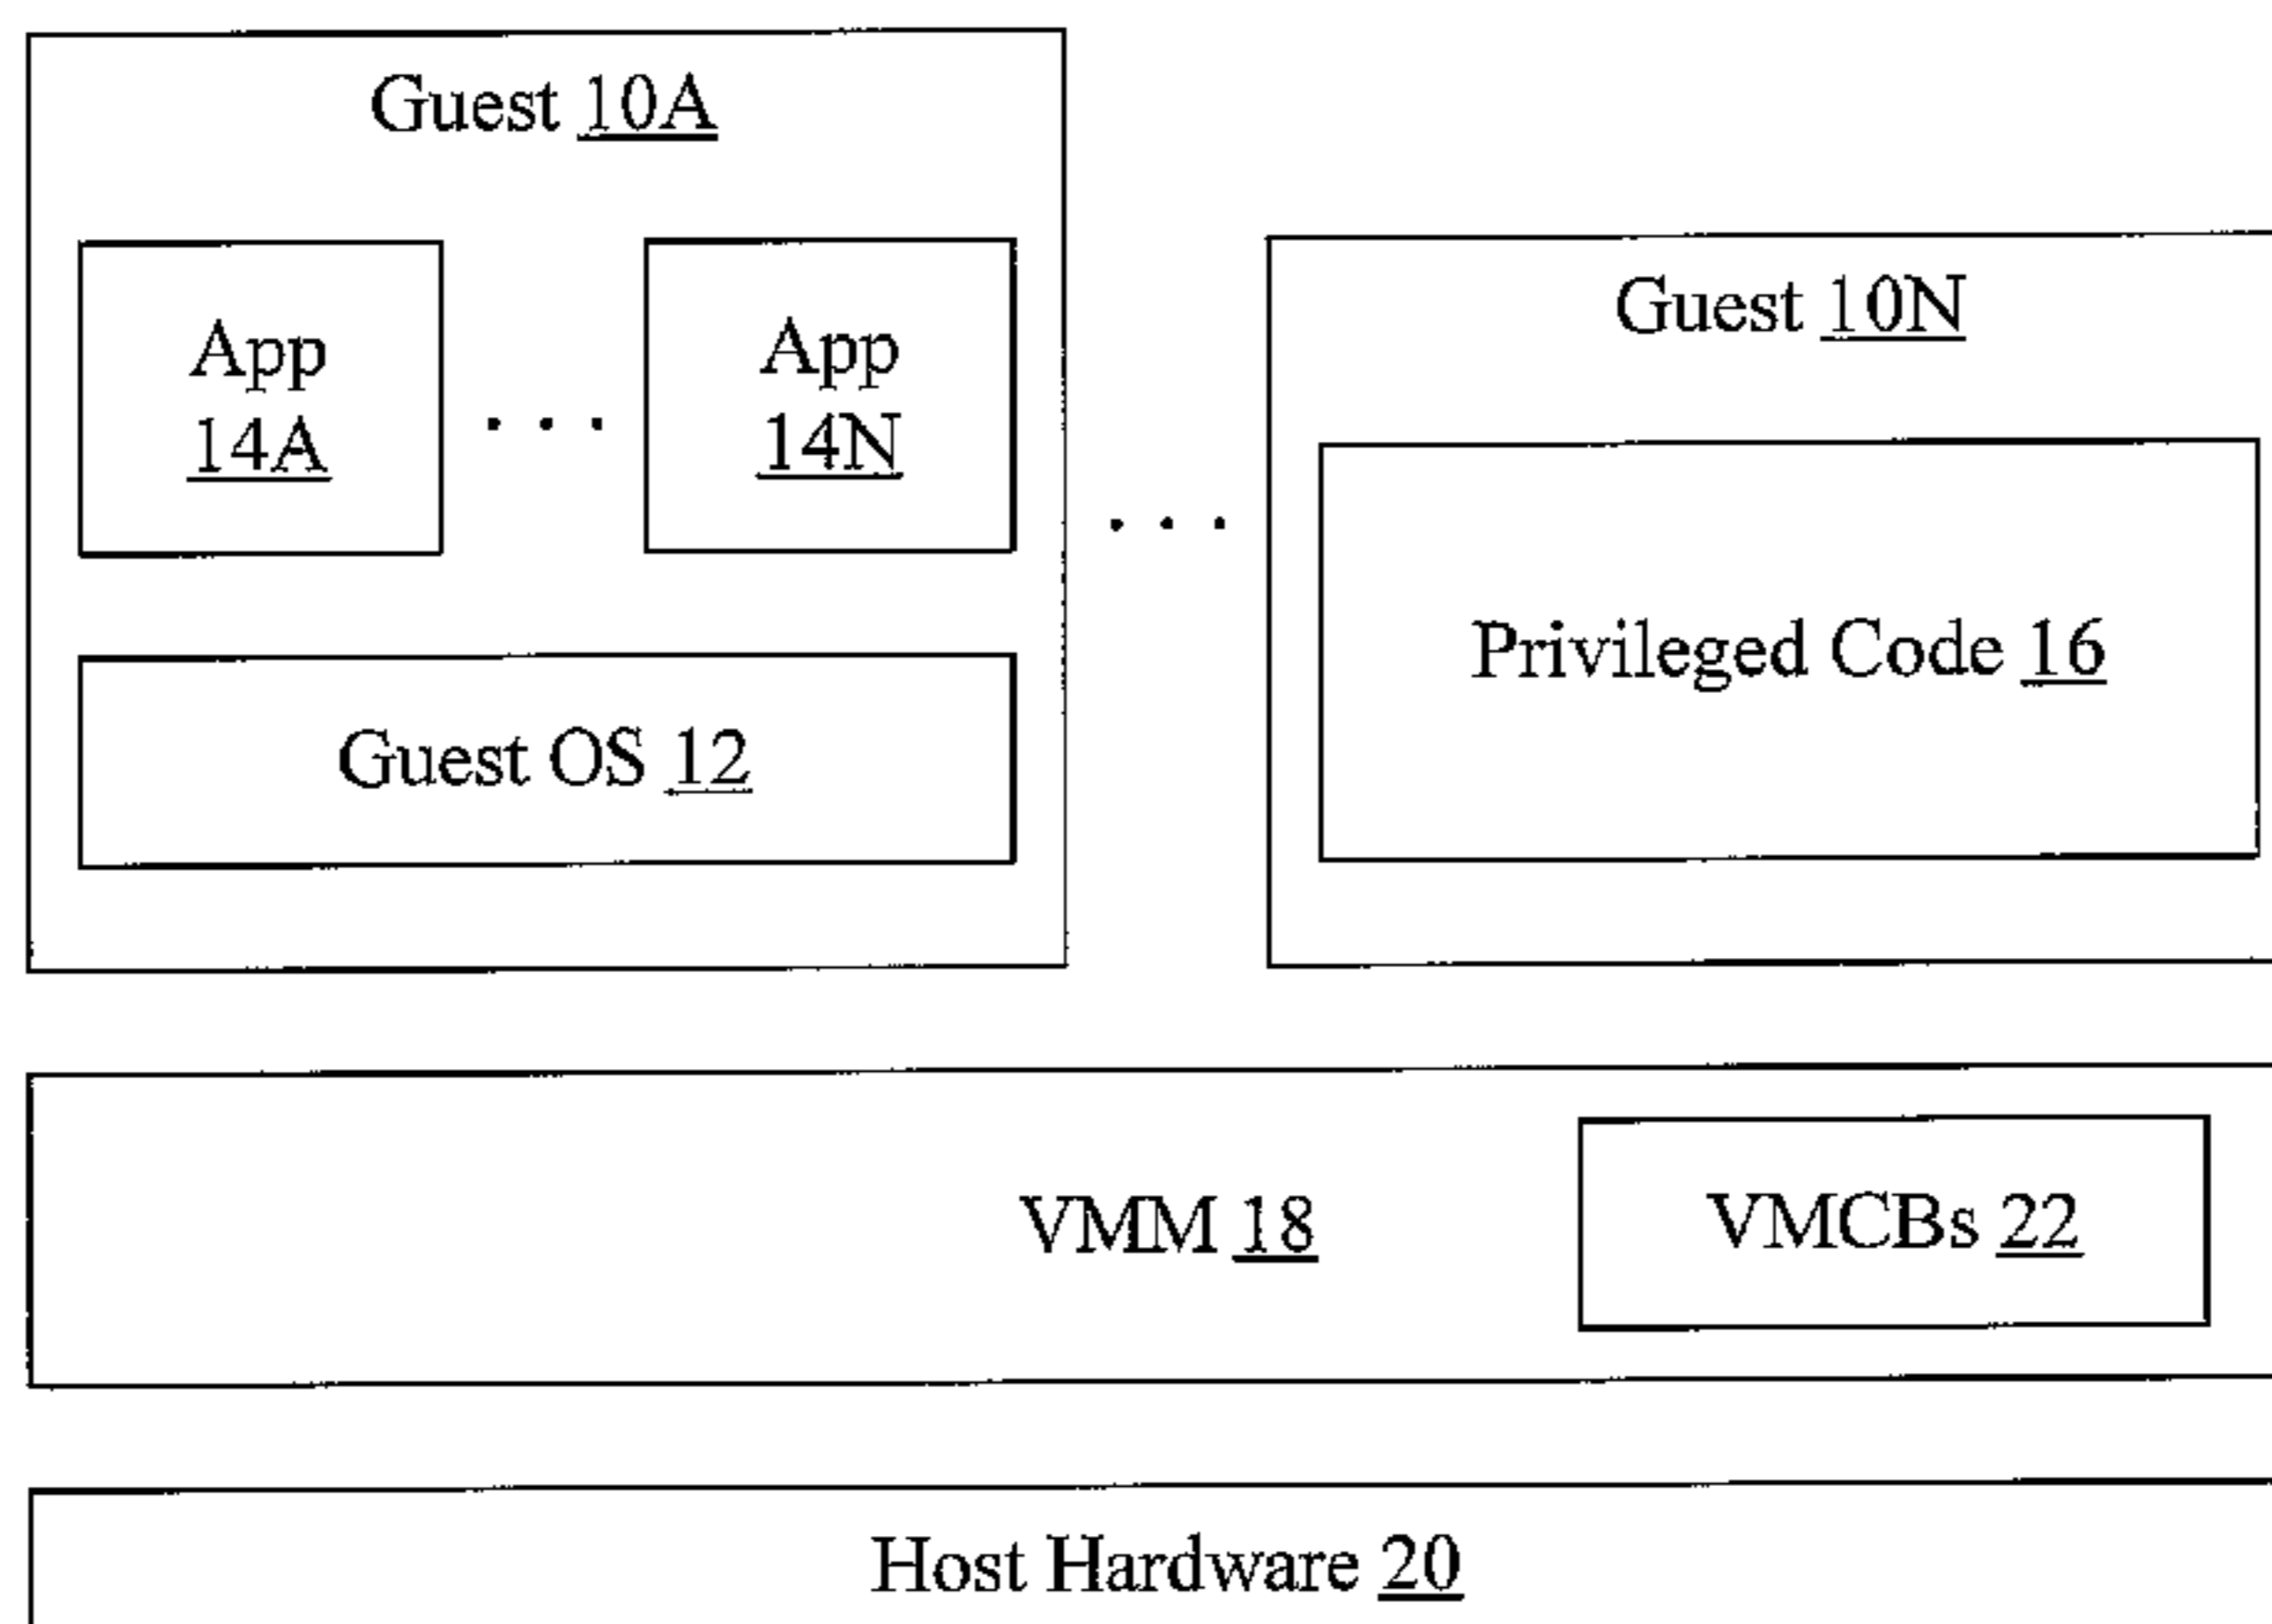 Guest 10A
App
14A
. . .
App
14N
Guest OS 12
. . .
Guest 10N
Privileged Code 16
VMM 18
VMCBs 22
Host Hardware 20